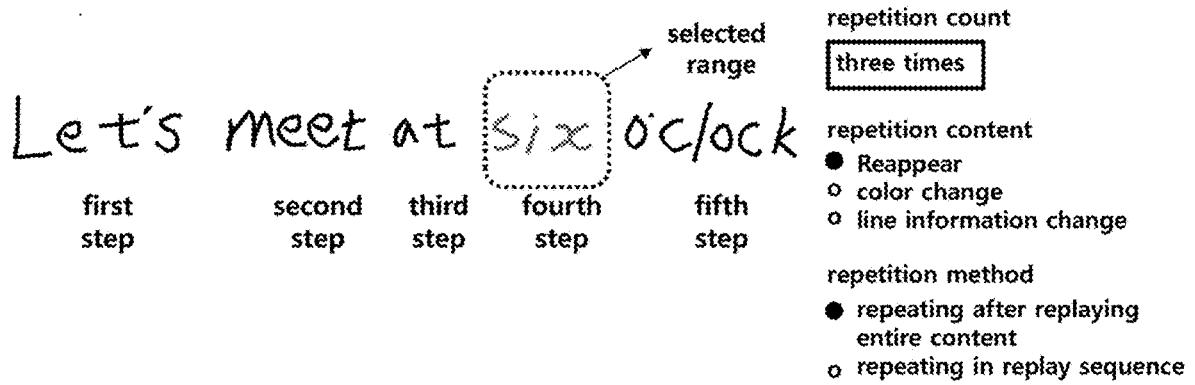 repetition count
selected
range
three times
Let's meet at six o'clock
repetition content
Reappear
color change
line information change
first second third fourth fifth
step step step step step
repetition method
repeating after replaying
entire content
repeating in replay sequence